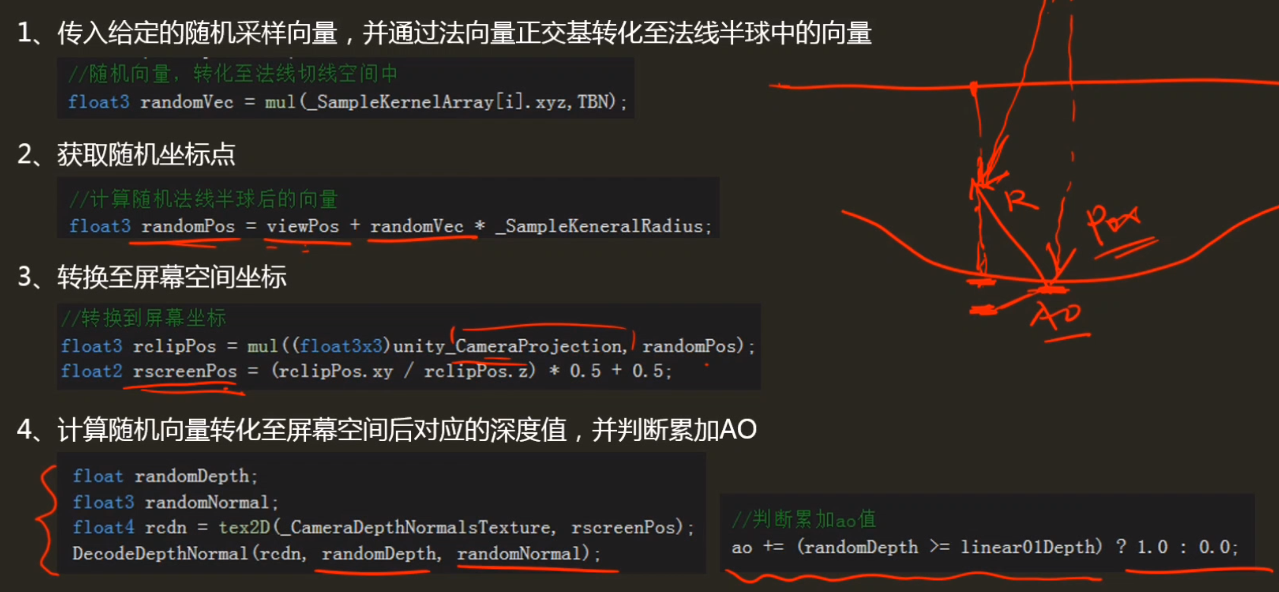 1、传入给定的随机采样向量，并通过法向量正交基转化至法线半球中的向量
//随机向量，转化至法线切线空间中
float3 randomVec = mul(_SampleKernelArray[i].xyz,TBN);
2、获取随机坐标点
//计算随机法线半球后的向量
float3 randomPos = viewPos + randomVec * _SampleKeneralRadius;
3、转换至屏幕空间坐标
//转换到屏幕坐标
float3 rclipPos = mul((float3x3)unity_CameraProjection, randomPos);
float2 rscreenPos = (rclipPos.xy / rclipPos.z) * 0.5 + 0.5;
4、计算随机向量转化至屏幕空间后对应的深度值，并判断累加AO
float randomDepth;
float3 randomNormal;
float4 rcdn = tex2D(_CameraDepthNormalsTexture, rscreenPos);
DecodeDepthNormal(rcdn, randomDepth, randomNormal);
//判断累加ao值
ao += (randomDepth >= linear01Depth) ? 1.0 : 0.0;
R
Pos
AO